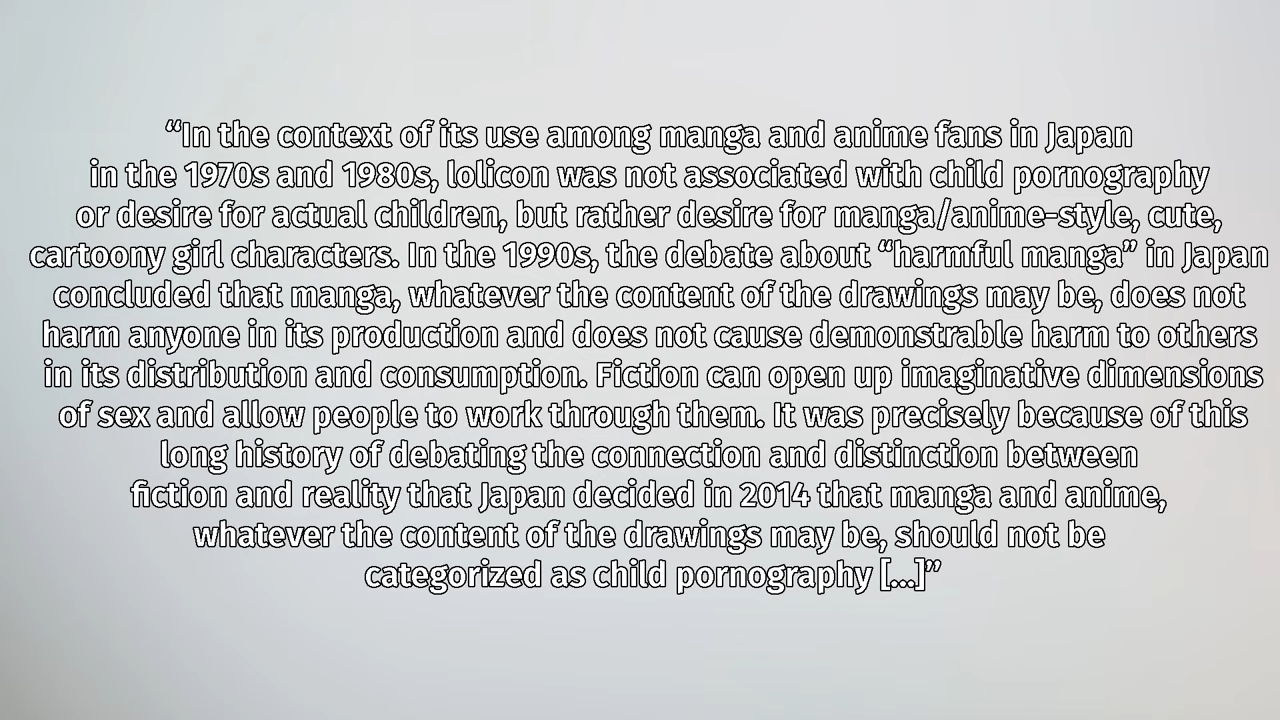 “In the context of its use among manga and anime fans in Japan
in the 1970s and 1980s, lolicon was not associated with child pornography
or desire for actual children, but rather desire for manga/anime-style, cute,
cartoony girl characters. In the 1990s, the debate about “harmful manga” in Japan
concluded that manga, whatever the content of the drawings may be, does not
harm anyone in its production and does not cause demonstrable harm to others
in its distribution and consumption. Fiction can open up imaginative dimensions
of sex and allow people to work through them. It was precisely because of this
long history of debating the connection and distinction between
fiction and reality that Japan decided in 2014 that manga and anime,
whatever the content of the drawings may be, should not be
categorized as child pornography [...]”